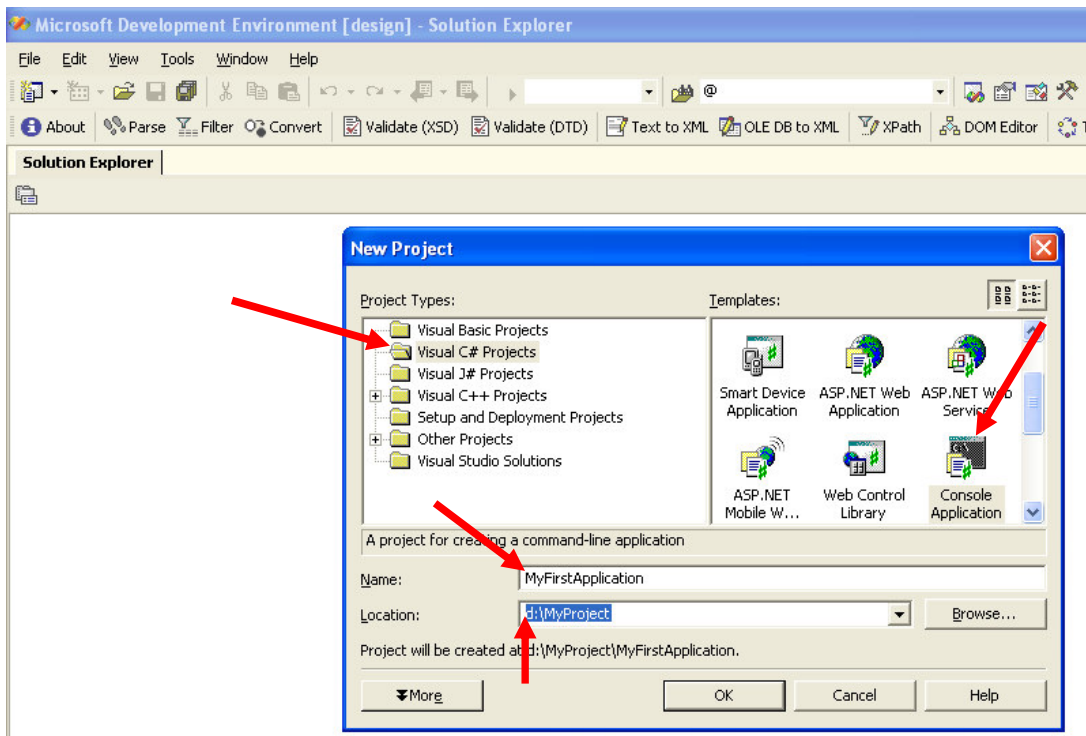 Microsoft Development Environment [design] - Solution Explorer
File Edit View Tools Window Help
@
About Parse Filter Convert Validate (XSD) Validate (DTD) Text to XML OLE DB to XML XPath DOM Editor
Solution Explorer
New Project
Project Types:
Templates:
Visual Basic Projects
Visual C# Projects
Visual J# Projects
Visual C++ Projects
Setup and Deployment Projects
Other Projects
Visual Studio Solutions
Smart Device Application
ASP.NET Web Application
ASP.NET Web Service
ASP.NET Mobile W...
Web Control Library
Console Application
A project for creating a command-line application
Name: MyFirstApplication
Location: d:\MyProject Browse...
Project will be created at d:\MyProject\MyFirstApplication.
More OK Cancel Help